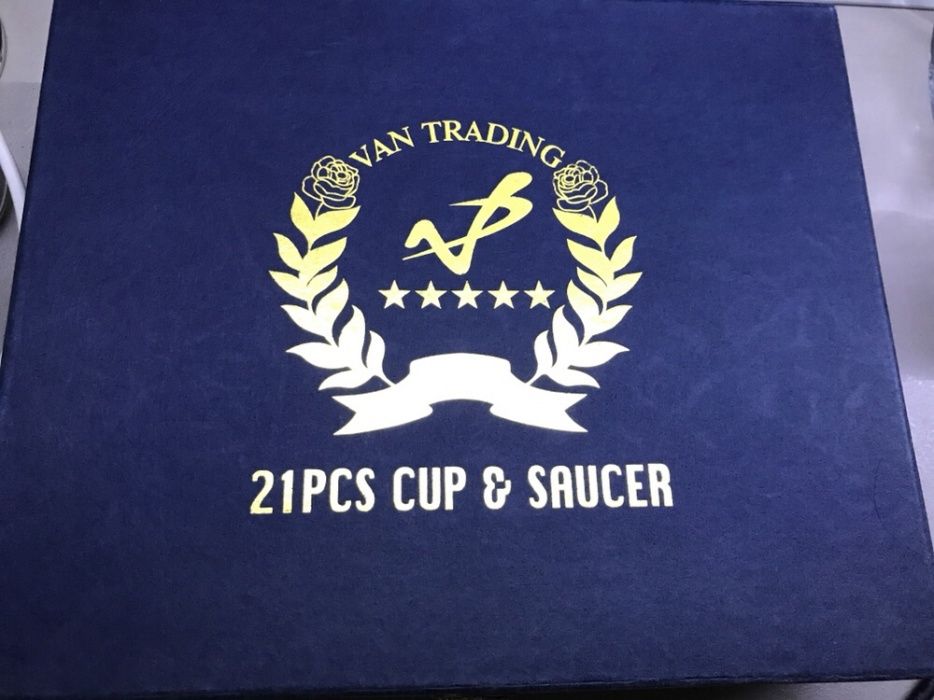 VAN TRADING
21PCS CUP & SAUCER